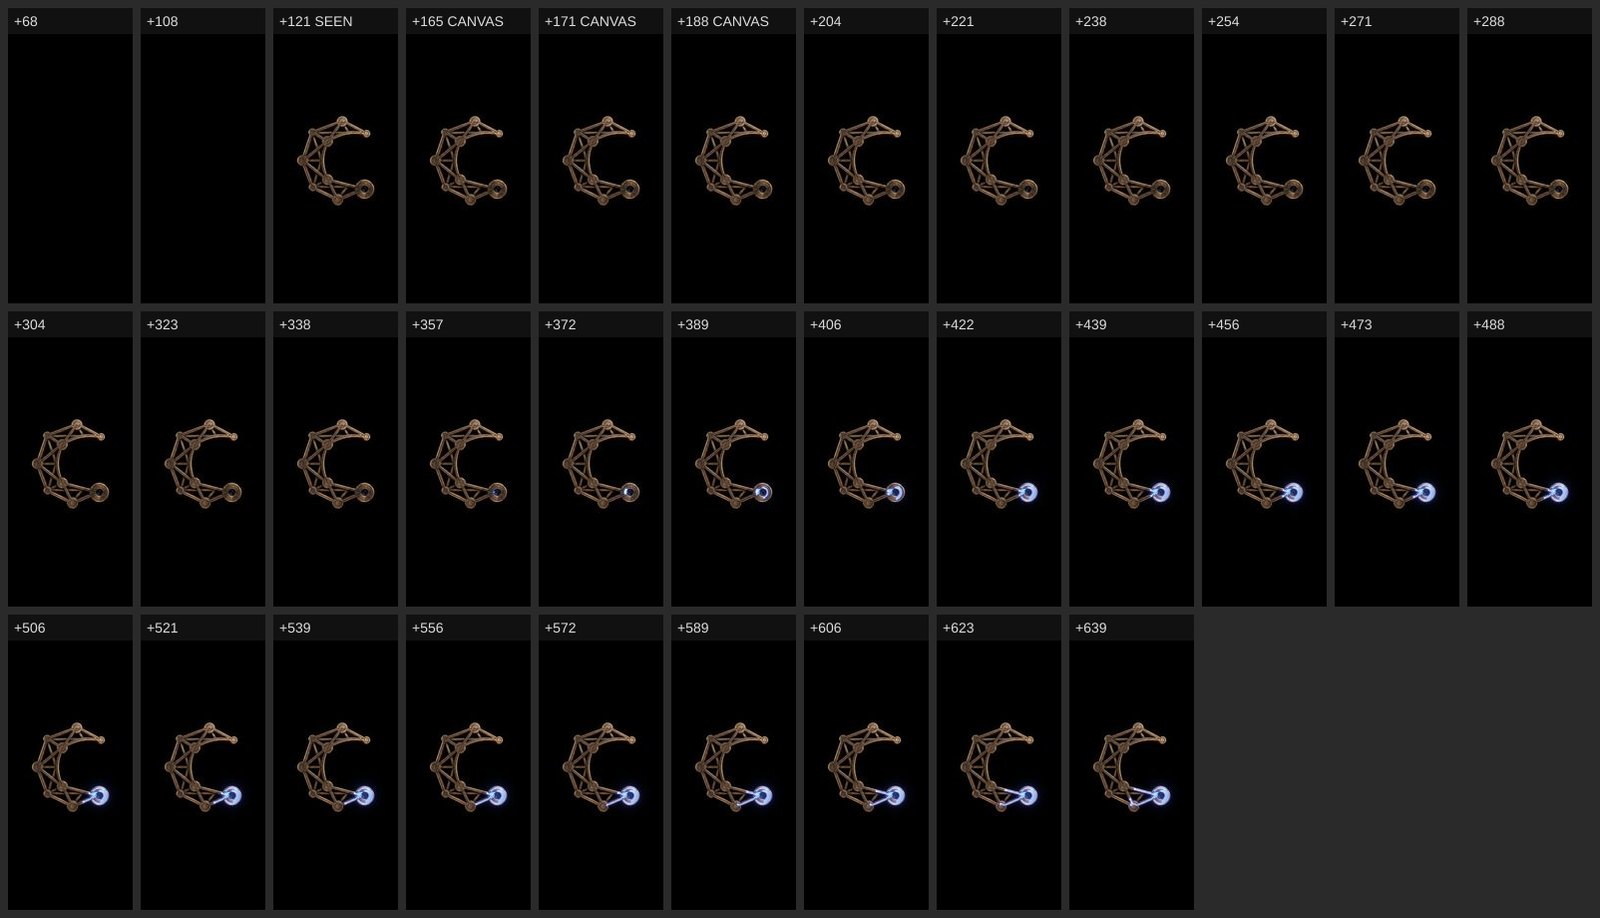 +68 +108 +121 SEEN +165 CANVAS +171 CANVAS +188 CANVAS +204 +221 +238 +254 +271 +288
+304 +323 +338 +357 +372 +389 +406 +422 +439 +456 +473 +488
+506 +521 +539 +556 +572 +589 +606 +623 +639